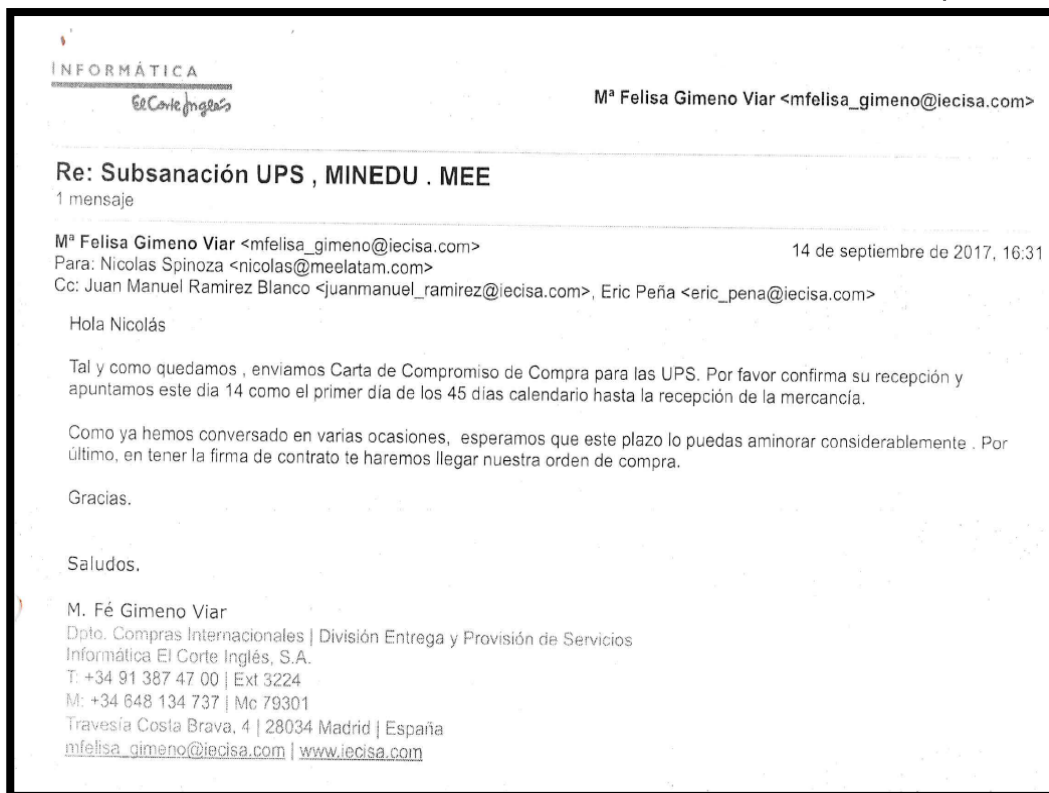 INFORMÁTICA
El Corte Inglés
Mª Felisa Gimeno Viar <mfelisa_gimeno@iecisa.com>
Re: Subsanación UPS , MINEDU . MEE
1 mensaje
Mª Felisa Gimeno Viar <mfelisa_gimeno@iecisa.com>
14 de septiembre de 2017, 16:31
Para: Nicolas Spinoza <nicolas@meelatam.com>
Cc: Juan Manuel Ramirez Blanco <juanmanuel_ramirez@iecisa.com>, Eric Peña <eric_pena@iecisa.com>
Hola Nicolás
Tal y como quedamos , enviamos Carta de Compromiso de Compra para las UPS. Por favor confirma su recepción y
apuntamos este dia 14 como el primer día de los 45 dias calendario hasta la recepción de la mercancía.
Como ya hemos conversado en varias ocasiones, esperamos que este plazo lo puedas aminorar considerablemente . Por
último, en tener la firma de contrato te haremos llegar nuestra orden de compra.
Gracias.
Saludos.
M. Fé Gimeno Viar
Dpto. Compras Internacionales | División Entrega y Provisión de Servicios
Informática El Corte Inglés, S.A.
T: +34 91 387 47 00 | Ext 3224
M: +34 648 134 737 | Mc 79301
Travesía Costa Brava, 4 | 28034 Madrid | España
mfelisa_gimeno@iecisa.com | www.iecisa.com